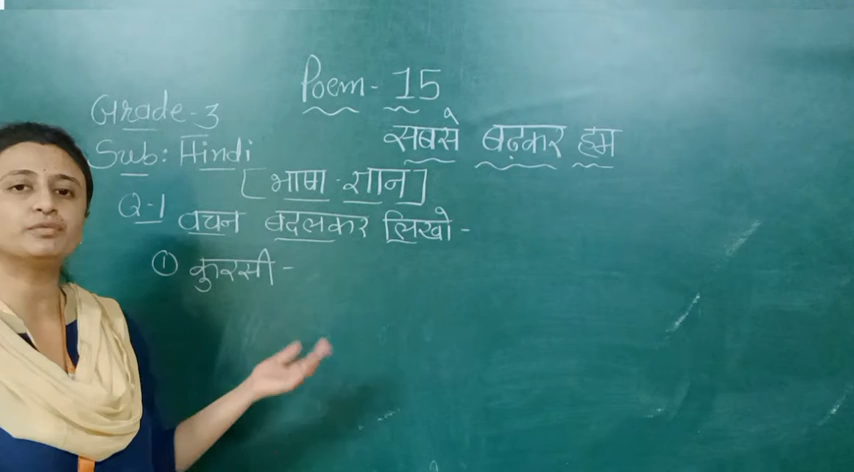 Poem - 15
Grade - 3
सबसे बढ़कर हम
Sub : Hindi
[ भाषा - ज्ञान ]
Q-1 वचन बदलकर लिखो -
① कुरसी -